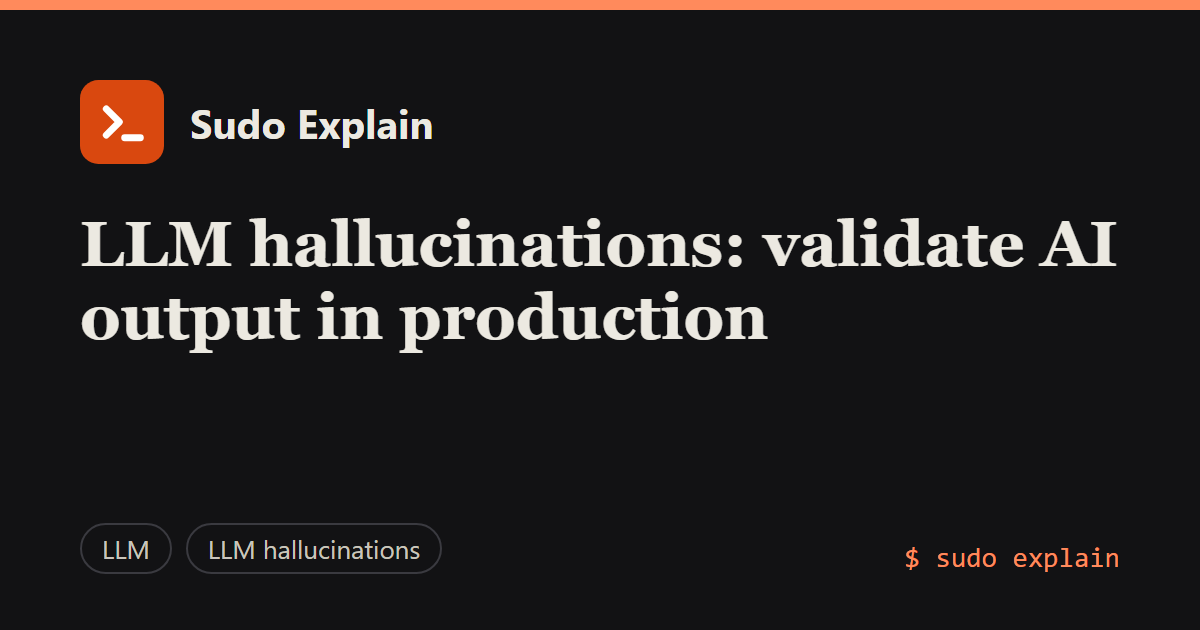 Sudo Explain
LLM hallucinations: validate AI
output in production
LLM
LLM hallucinations
$ sudo explain